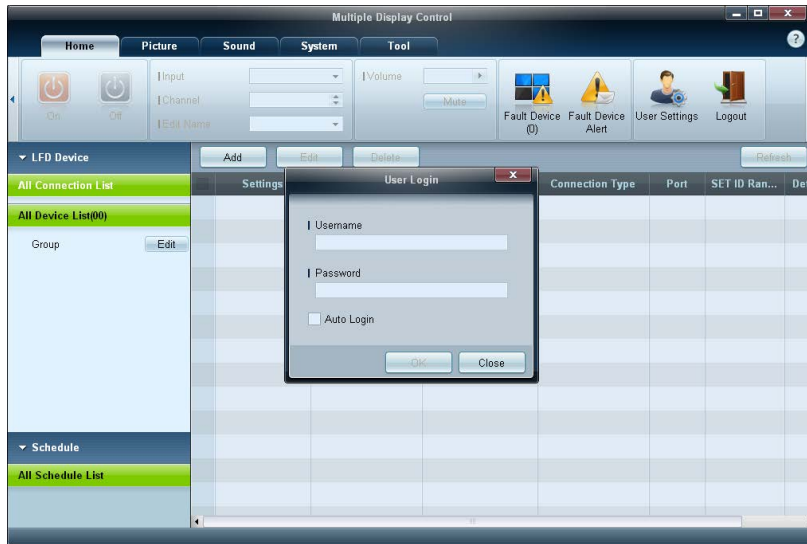 Multiple Display Control
Home Picture Sound System Tool ?
Input
Channel
Edit Name
Volume
Mute
On Off
Fault Device (0)
Fault Device Alert
User Settings
Logout
LFD Device
All Connection List
All Device List(00)
Group Edit
Add Edit Delete Refresh
Settings Connection Type Port SET ID Ran... Det
User Login
Username
Password
Auto Login
OK Close
Schedule
All Schedule List